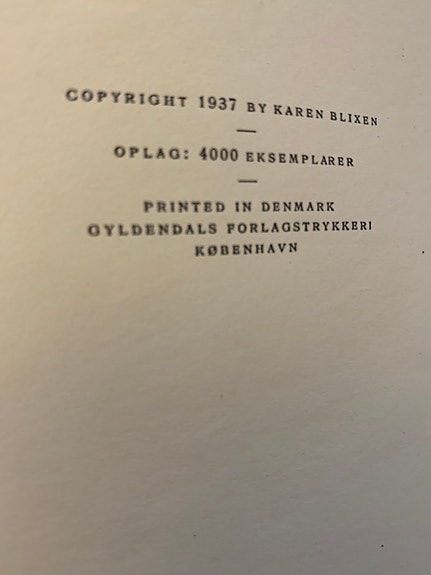 COPYRIGHT 1937 BY KAREN BLIXEN
OPLAG: 4000 EKSEMPLARER
PRINTED IN DENMARK
GYLDENDALS FORLAGSTRYKKERI
KØBENHAVN